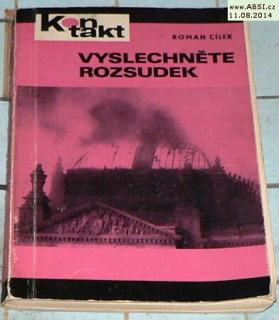 www.ABSI.cz
11.08.2014
Kon
takt
ROMAN CÍLEK
VYSLECHNĚTE
ROZSUDEK